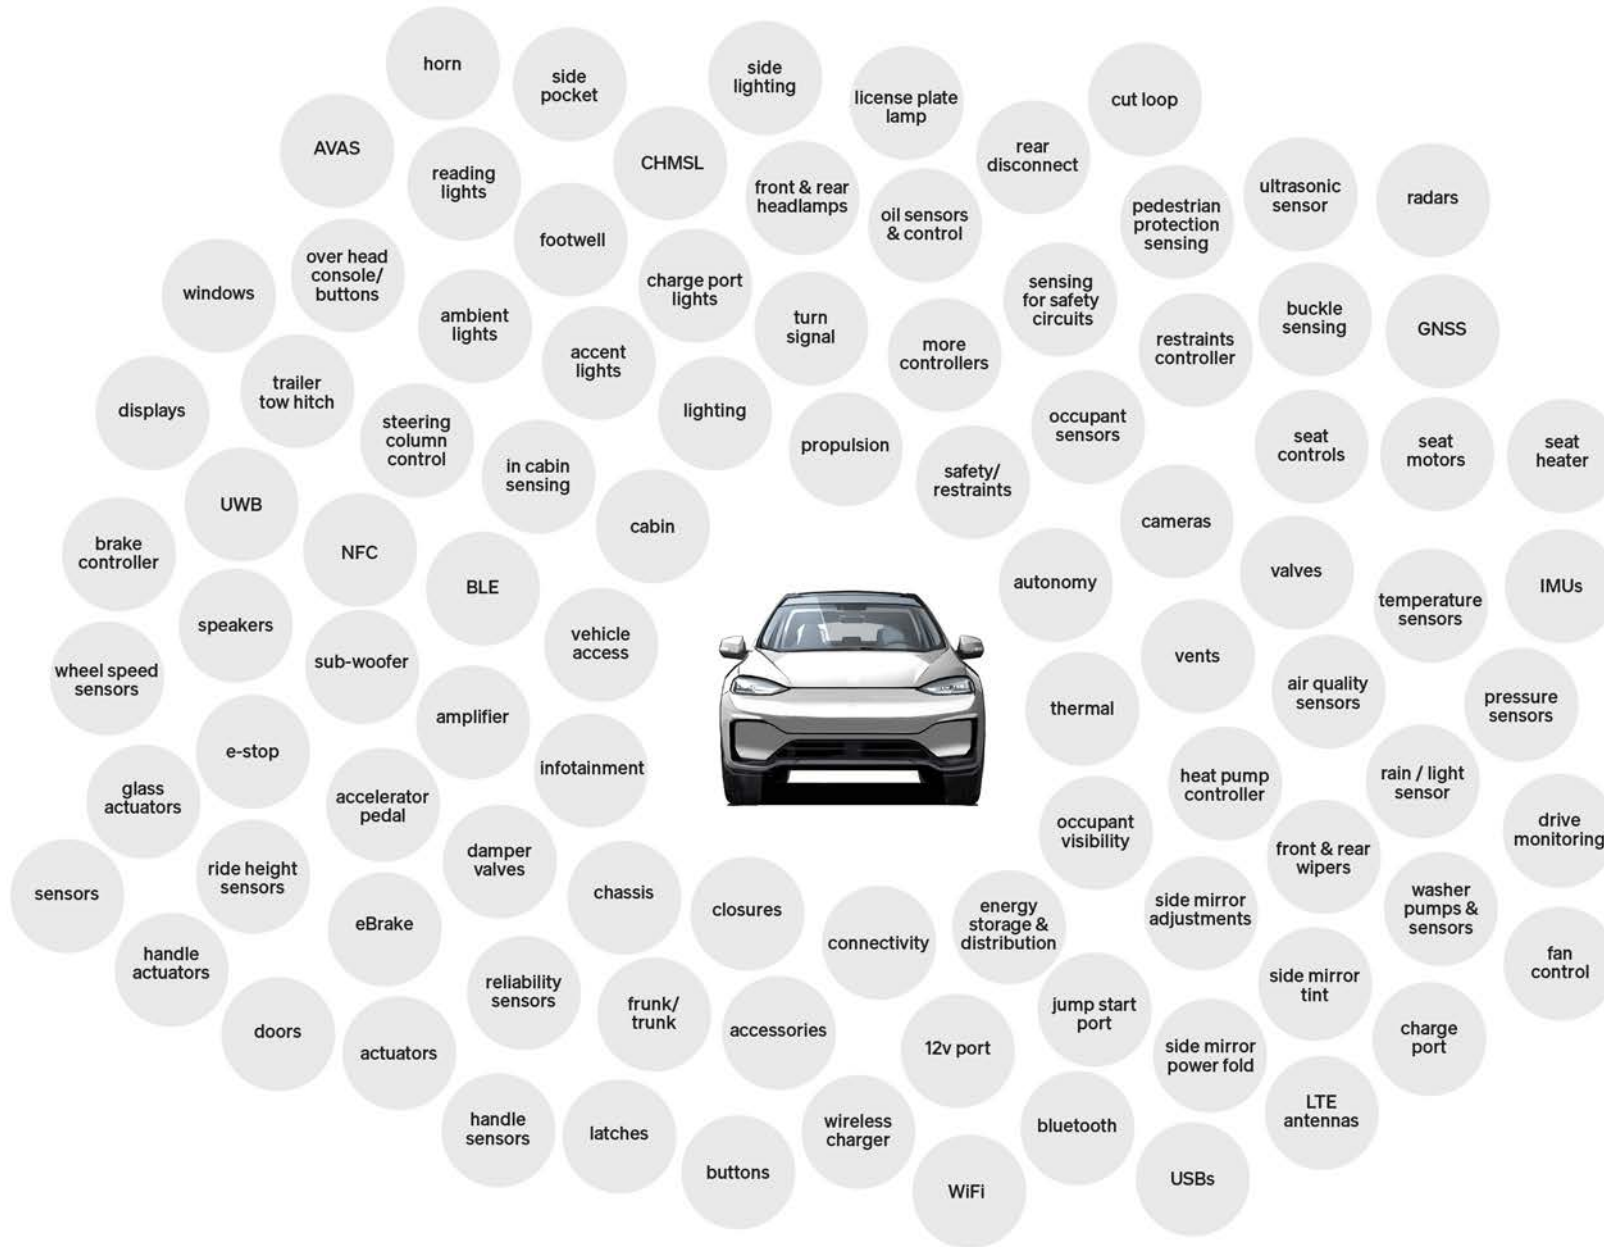 horn
side
pocket
side
lighting
license plate
lamp
cut loop
AVAS
reading
lights
CHMSL
front & rear
headlamps
rear
disconnect
oil sensors
& control
pedestrian
protection
sensing
ultrasonic
sensor
radars
windows
over head
console/
buttons
footwell
charge port
lights
ambient
lights
turn
signal
sensing
for safety
circuits
more
controllers
restraints
controller
buckle
sensing
GNSS
displays
trailer
tow hitch
accent
lights
steering
column
control
lighting
in cabin
sensing
propulsion
occupant
sensors
safety/
restraints
seat
controls
seat
motors
seat
heater
UWB
cabin
cameras
brake
controller
NFC
BLE
autonomy
valves
temperature
sensors
IMUs
speakers
sub-woofer
vehicle
access
vents
wheel speed
sensors
amplifier
thermal
air quality
sensors
pressure
sensors
e-stop
infotainment
heat pump
controller
rain / light
sensor
glass
actuators
accelerator
pedal
occupant
visibility
front & rear
wipers
drive
monitoring
sensors
ride height
sensors
damper
valves
chassis
closures
energy
storage &
distribution
side mirror
adjustments
washer
pumps &
sensors
eBrake
connectivity
handle
actuators
fan
control
reliability
sensors
frunk/
trunk
accessories
jump start
port
side mirror
tint
doors
actuators
12v port
side mirror
power fold
charge
port
handle
sensors
latches
wireless
charger
bluetooth
LTE
antennas
buttons
WiFi
USBs